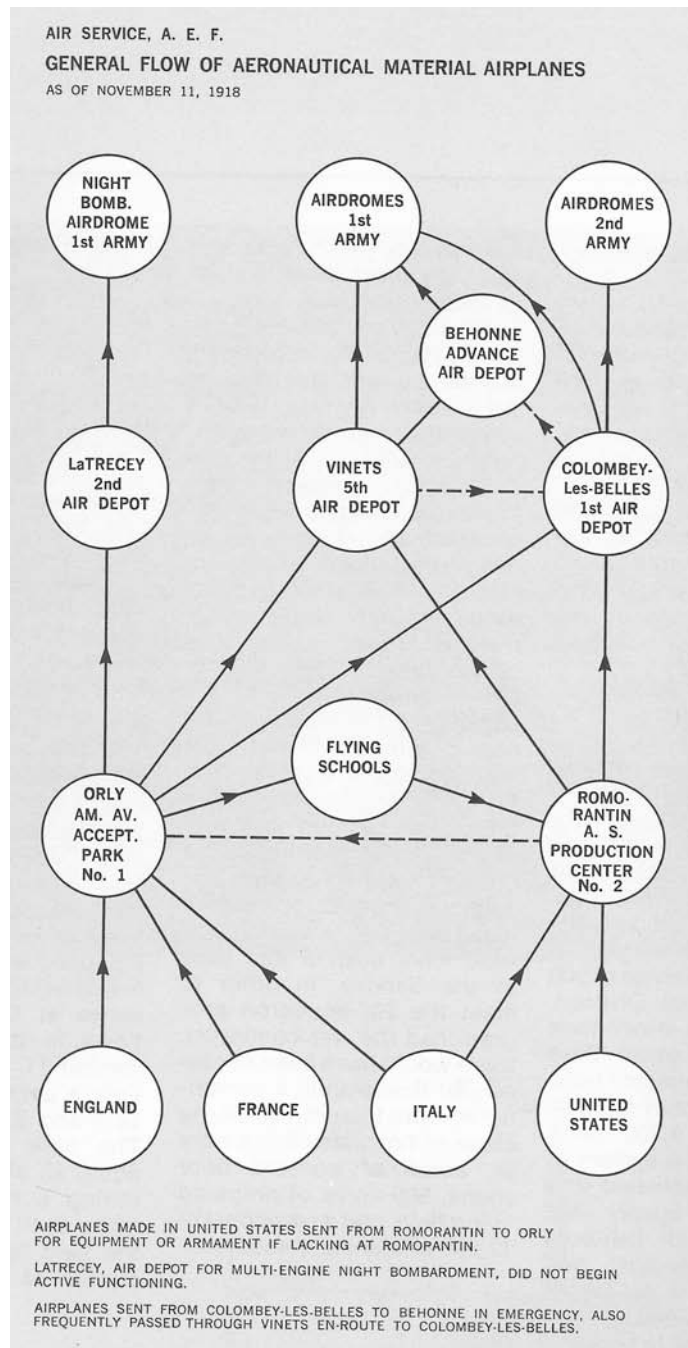 AIR SERVICE, A. E. F.
GENERAL FLOW OF AERONAUTICAL MATERIAL AIRPLANES
AS OF NOVEMBER 11, 1918
NIGHT
BOMB.
AIRDROME
1st ARMY
AIRDROMES
1st
ARMY
AIRDROMES
2nd
ARMY
BEHONNE
ADVANCE
AIR DEPOT
LaTRECEY
2nd
AIR DEPOT
VINETS
5th
AIR DEPOT
COLOMBEY-
Les-BELLES
1st AIR
DEPOT
FLYING
SCHOOLS
ORLY
AM. AV.
ACCEPT.
PARK
No. 1
ROMO-
RANTIN
A. S.
PRODUCTION
CENTER
No. 2
ENGLAND
FRANCE
ITALY
UNITED
STATES
AIRPLANES MADE IN UNITED STATES SENT FROM ROMORANTIN TO ORLY
FOR EQUIPMENT OR ARMAMENT IF LACKING AT ROMOPANTIN.
LATRECEY, AIR DEPOT FOR MULTI-ENGINE NIGHT BOMBARDMENT, DID NOT BEGIN
ACTIVE FUNCTIONING.
AIRPLANES SENT FROM COLOMBEY-LES-BELLES TO BEHONNE IN EMERGENCY, ALSO
FREQUENTLY PASSED THROUGH VINETS EN-ROUTE TO COLOMBEY-LES-BELLES.